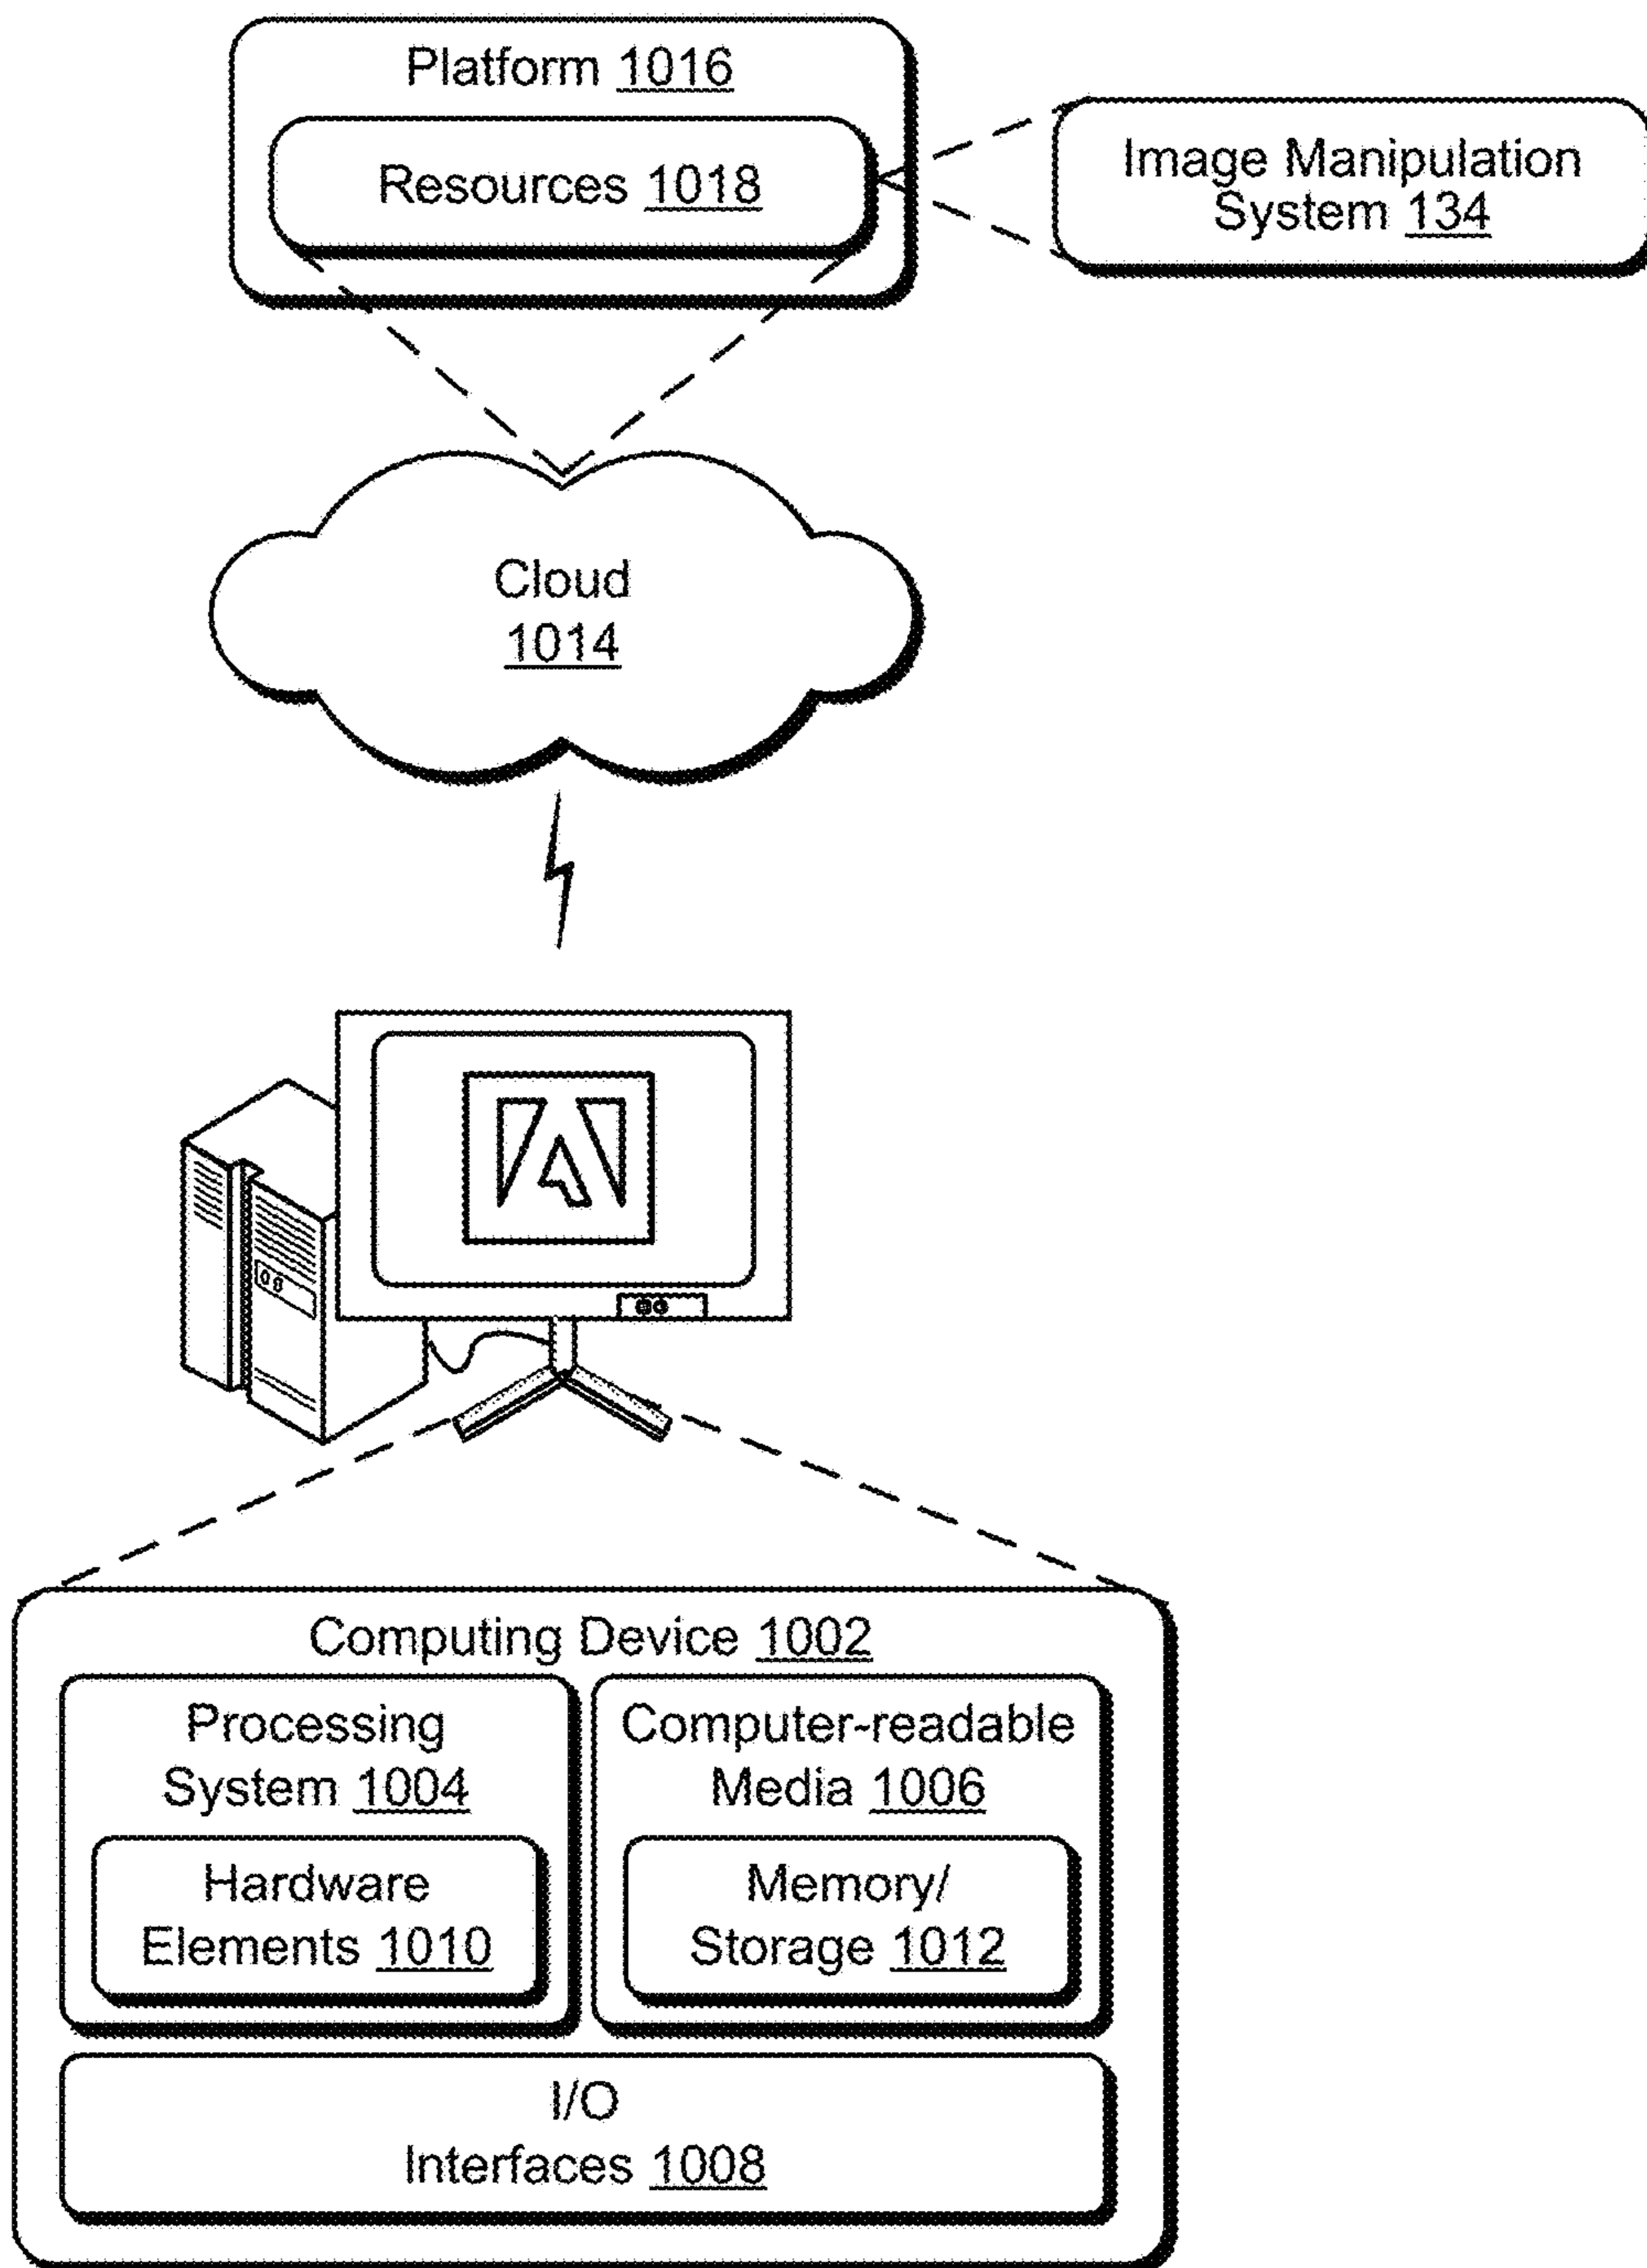 Platform 1016
Resources 1018
Image Manipulation
System 134
Cloud
1014
Computing Device 1002
Processing
System 1004
Hardware
Elements 1010
Computer-readable
Media 1006
Memory/
Storage 1012
I/O
Interfaces 1008